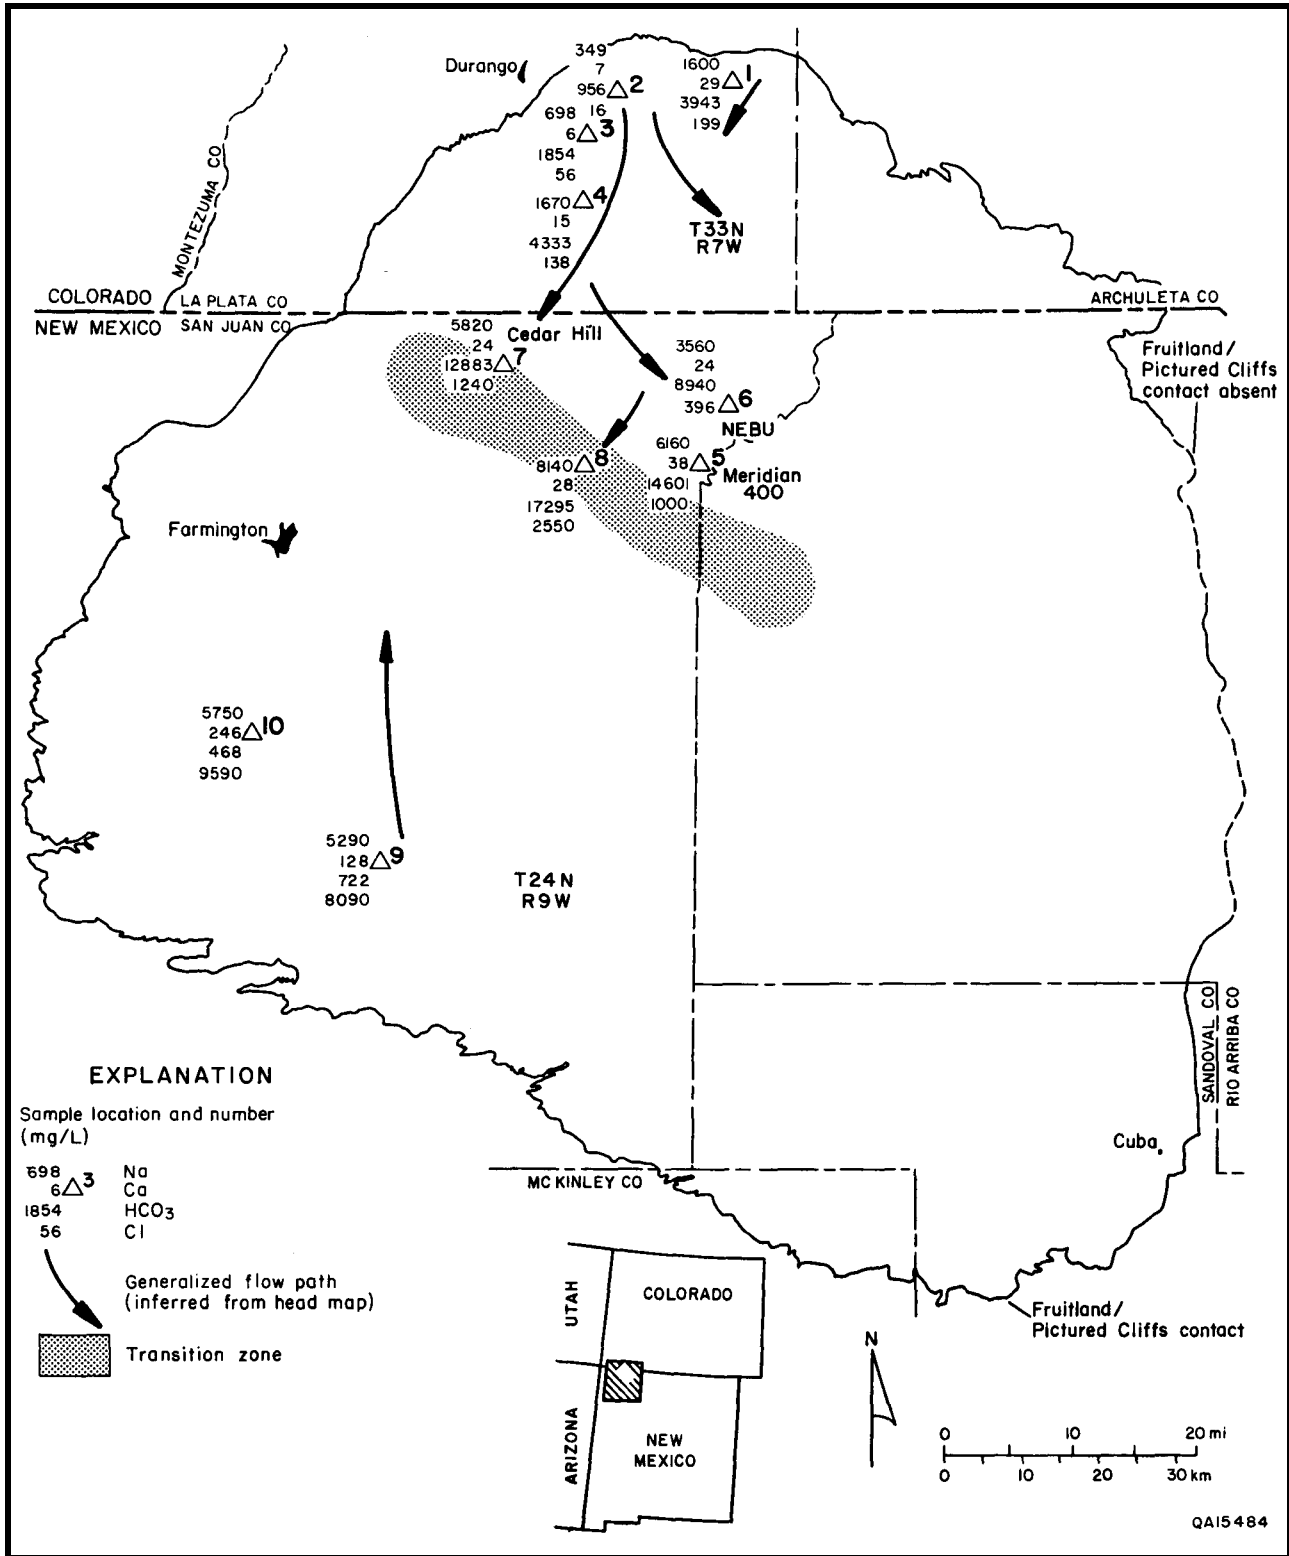 349
7
956 2
16
1600
29 1
3943
199
Durango
698
6 3
1854
56
1670 4
15
4333
138
T33N
R7W
MONTEZUMA CO
COLORADO
LA PLATA CO
ARCHULETA CO
NEW MEXICO
SAN JUAN CO
Cedar Hill
5820
24
12883 7
1240
3560
24
8940
396 6
NEBU
Fruitland/
Pictured Cliffs
contact absent
6160
38 5
14601
1000
Meridian
400
8140 8
28
17295
2550
Farmington
5750
246 10
468
9590
5290
128 9
722
8090
T24N
R9W
SANDOVAL CO
RIO ARRIBA CO
Cuba
MC KINLEY CO
Fruitland/
Pictured Cliffs contact
EXPLANATION
Sample location and number
(mg/L)
698 Na
6 3 Ca
1854 HCO3
56 Cl
Generalized flow path
(inferred from head map)
Transition zone
UTAH
COLORADO
ARIZONA
NEW
MEXICO
N
0 10 20 mi
0 10 20 30 km
QA15484